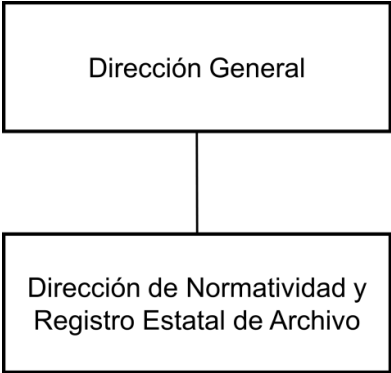 Dirección General
Dirección de Normatividad y
Registro Estatal de Archivo